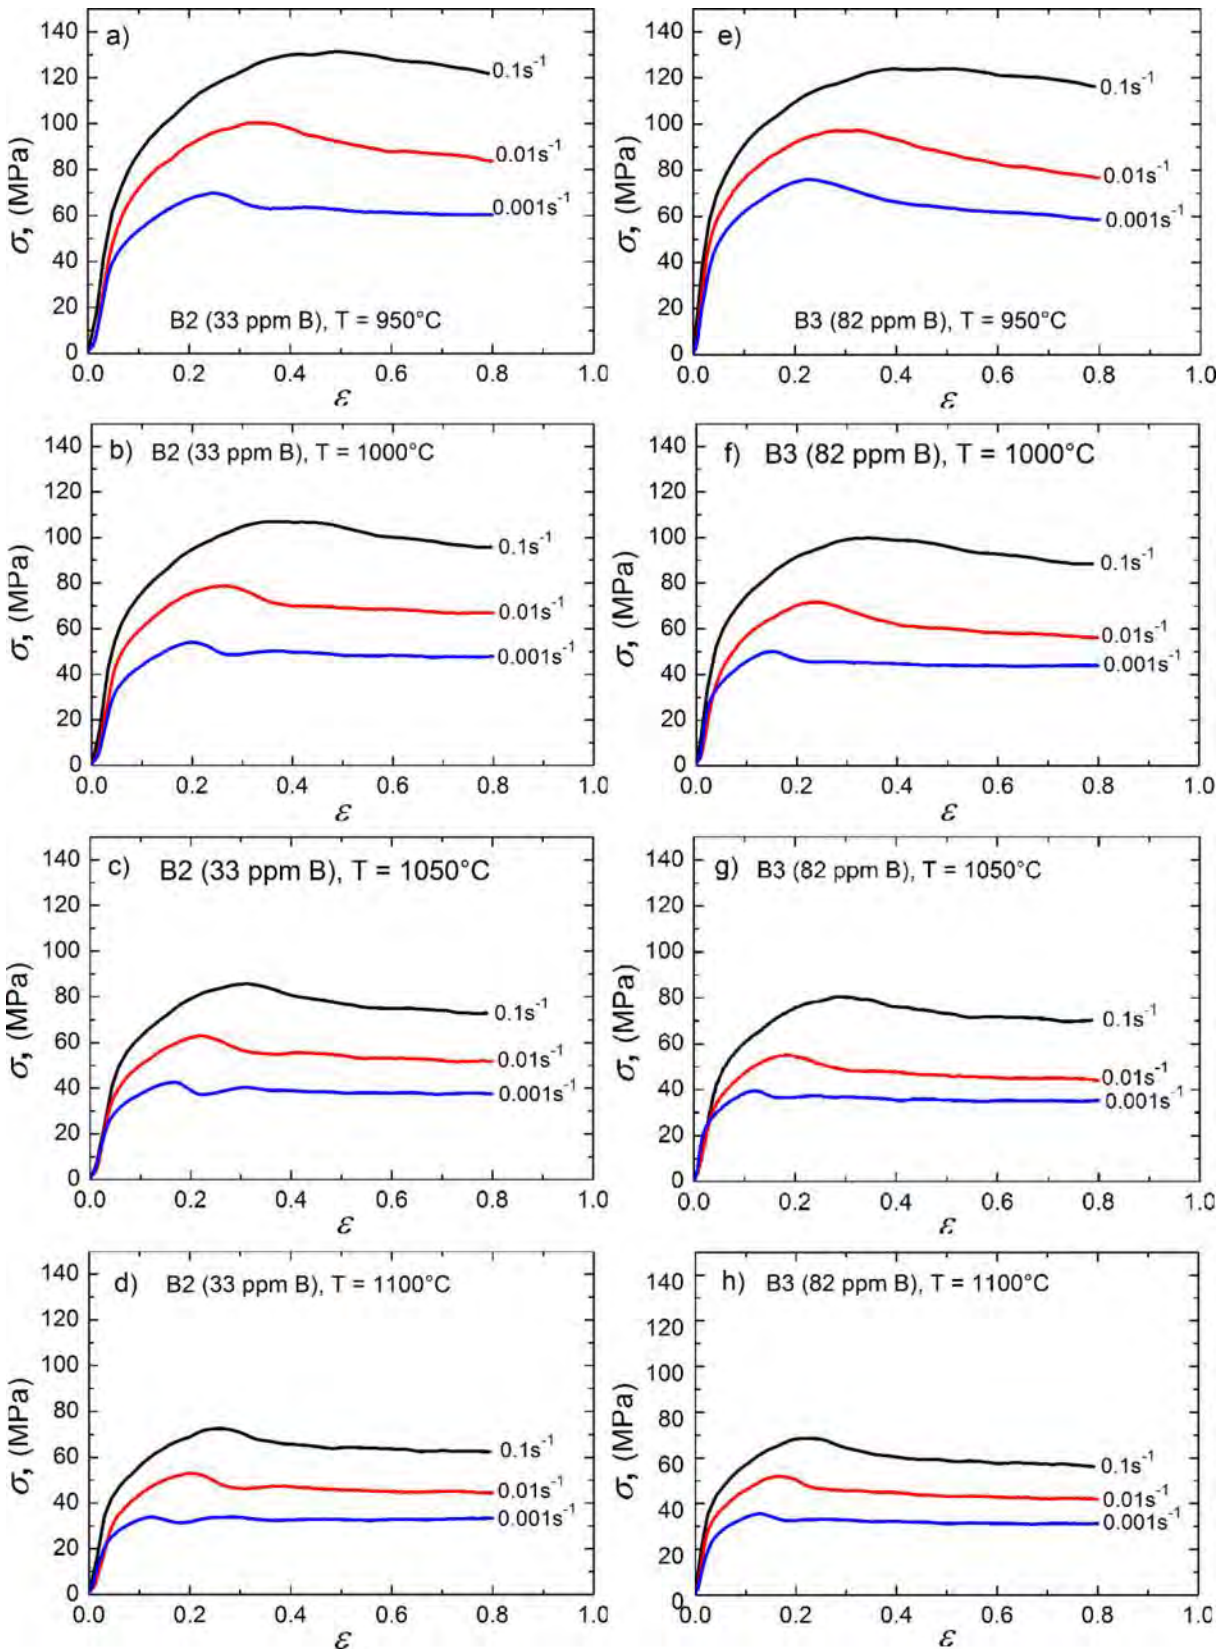 a)
140
120
100
80
60
40
20
0
σ, (MPa)
0.1s⁻¹
0.01s⁻¹
0.001s⁻¹
B2 (33 ppm B), T = 950°C
0.0 0.2 0.4 0.6 0.8 1.0
ε
e)
140
120
100
80
60
40
20
0
σ, (MPa)
0.1s⁻¹
0.01s⁻¹
0.001s⁻¹
B3 (82 ppm B), T = 950°C
0.0 0.2 0.4 0.6 0.8 1.0
ε
b) B2 (33 ppm B), T = 1000°C
140
120
100
80
60
40
20
0
σ, (MPa)
0.1s⁻¹
0.01s⁻¹
0.001s⁻¹
0.0 0.2 0.4 0.6 0.8 1.0
ε
f) B3 (82 ppm B), T = 1000°C
140
120
100
80
60
40
20
0
σ, (MPa)
0.1s⁻¹
0.01s⁻¹
0.001s⁻¹
0.0 0.2 0.4 0.6 0.8 1.0
ε
c) B2 (33 ppm B), T = 1050°C
140
120
100
80
60
40
20
0
σ, (MPa)
0.1s⁻¹
0.01s⁻¹
0.001s⁻¹
0.0 0.2 0.4 0.6 0.8 1.0
ε
g) B3 (82 ppm B), T = 1050°C
140
120
100
80
60
40
20
0
σ, (MPa)
0.1s⁻¹
0.01s⁻¹
0.001s⁻¹
0.0 0.2 0.4 0.6 0.8 1.0
ε
d) B2 (33 ppm B), T = 1100°C
140
120
100
80
60
40
20
0
σ, (MPa)
0.1s⁻¹
0.01s⁻¹
0.001s⁻¹
0.0 0.2 0.4 0.6 0.8 1.0
ε
h) B3 (82 ppm B), T = 1100°C
140
120
100
80
60
40
20
0
σ, (MPa)
0.1s⁻¹
0.01s⁻¹
0.001s⁻¹
0.0 0.2 0.4 0.6 0.8 1.0
ε